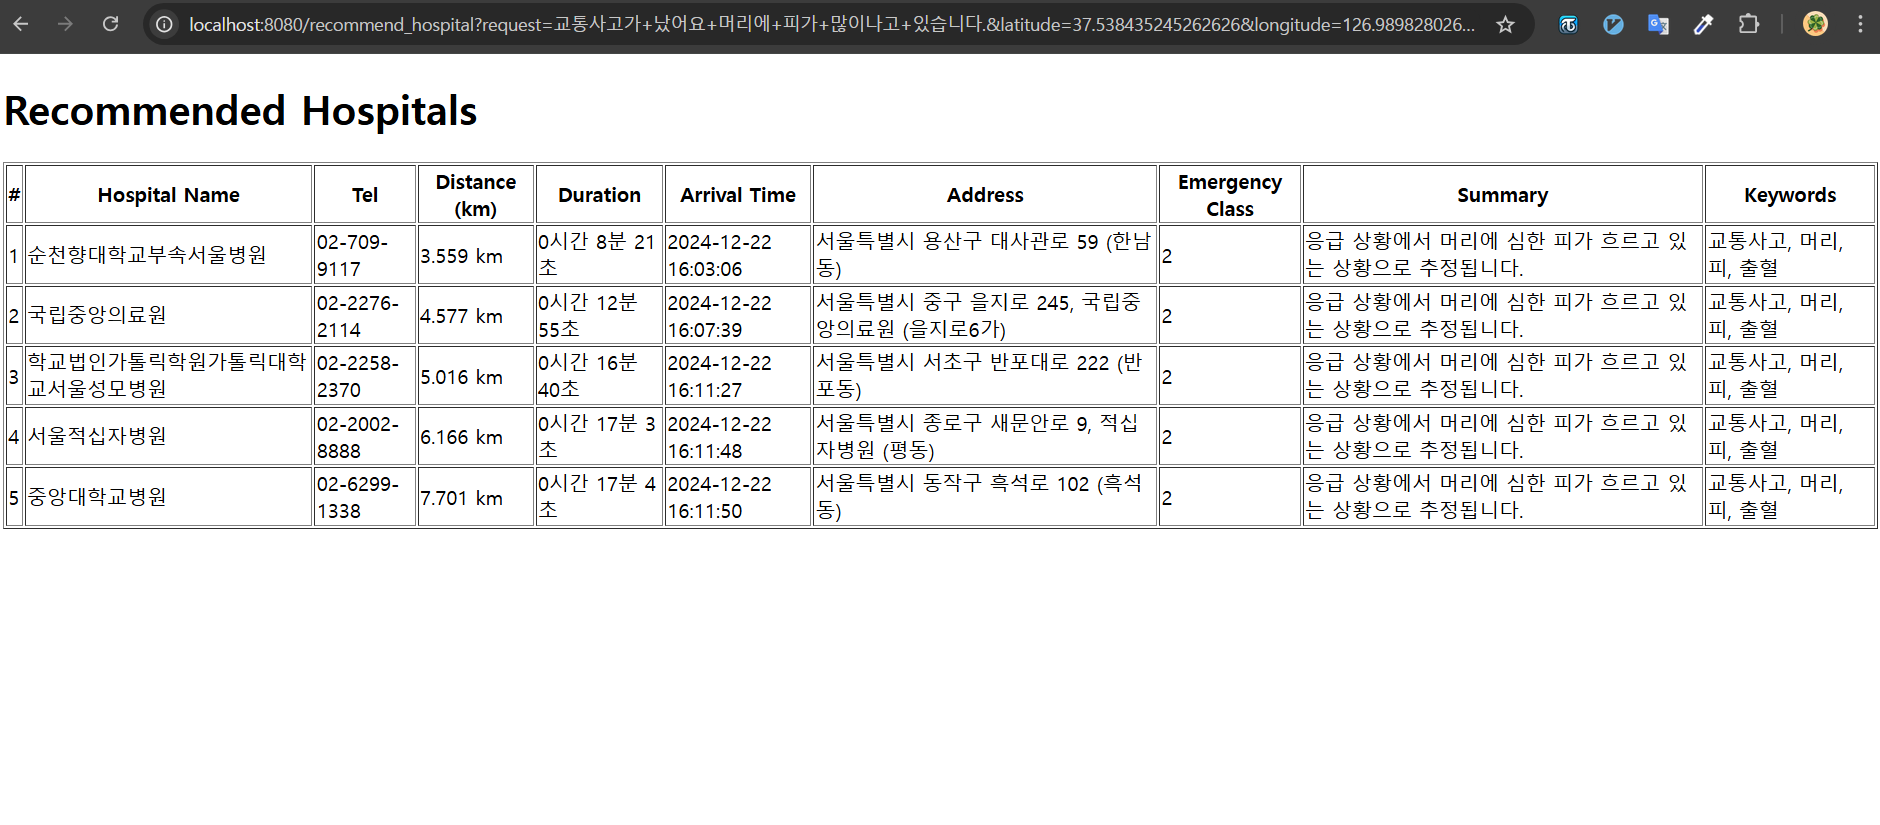 localhost:8080/recommend_hospital?request=교통사고가+났어요+머리에+피가+많이나고+있습니다.&latitude=37.538435245262626&longitude=126.989828026...
Recommended Hospitals
# Hospital Name Tel Distance (km) Duration Arrival Time Address Emergency Class Summary Keywords
1 순천향대학교부속서울병원 02-709-9117 3.559 km 0시간 8분 21초 2024-12-22 16:03:06 서울특별시 용산구 대사관로 59 (한남동) 2 응급 상황에서 머리에 심한 피가 흐르고 있는 상황으로 추정됩니다. 교통사고, 머리, 피, 출혈
2 국립중앙의료원 02-2276-2114 4.577 km 0시간 12분 55초 2024-12-22 16:07:39 서울특별시 중구 을지로 245, 국립중앙의료원 (을지로6가) 2 응급 상황에서 머리에 심한 피가 흐르고 있는 상황으로 추정됩니다. 교통사고, 머리, 피, 출혈
3 학교법인가톨릭학원가톨릭대학교서울성모병원 02-2258-2370 5.016 km 0시간 16분 40초 2024-12-22 16:11:27 서울특별시 서초구 반포대로 222 (반포동) 2 응급 상황에서 머리에 심한 피가 흐르고 있는 상황으로 추정됩니다. 교통사고, 머리, 피, 출혈
4 서울적십자병원 02-2002-8888 6.166 km 0시간 17분 3초 2024-12-22 16:11:48 서울특별시 종로구 새문안로 9, 적십자병원 (평동) 2 응급 상황에서 머리에 심한 피가 흐르고 있는 상황으로 추정됩니다. 교통사고, 머리, 피, 출혈
5 중앙대학교병원 02-6299-1338 7.701 km 0시간 17분 4초 2024-12-22 16:11:50 서울특별시 동작구 흑석로 102 (흑석동) 2 응급 상황에서 머리에 심한 피가 흐르고 있는 상황으로 추정됩니다. 교통사고, 머리, 피, 출혈